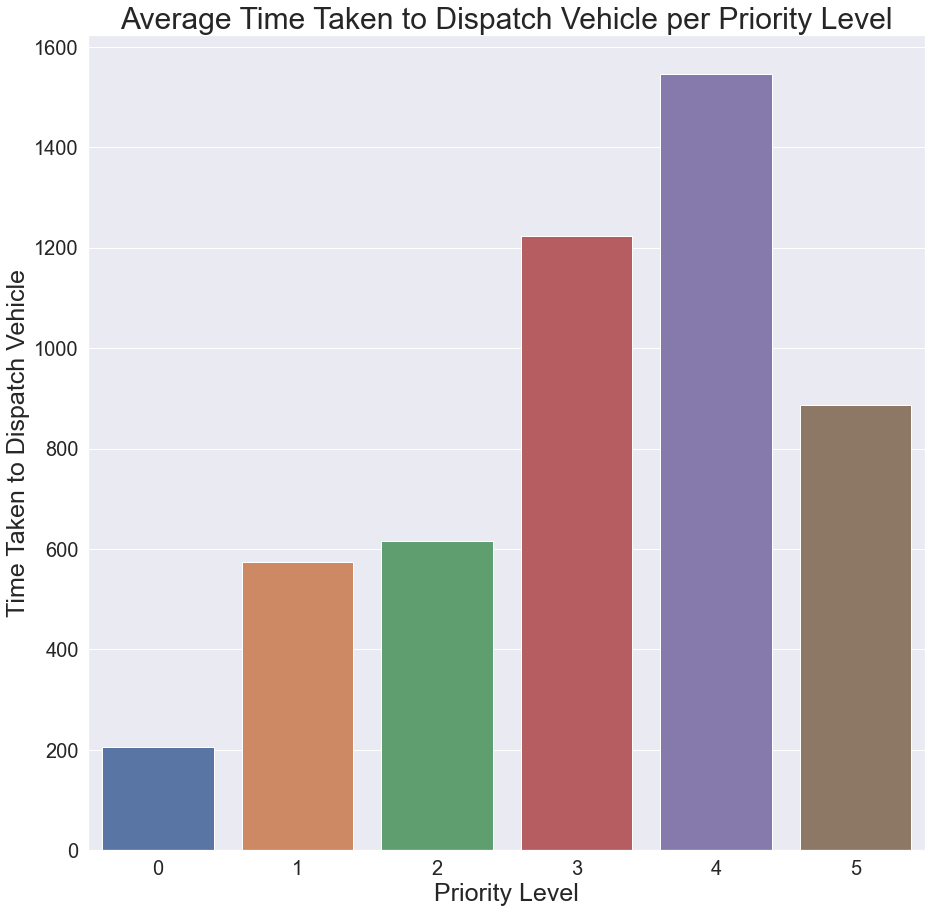 Average Time Taken to Dispatch Vehicle per Priority Level
1600
1400
1200
1000
800
600
400
200
0
Time Taken to Dispatch Vehicle
0 1 2 3 4 5
Priority Level